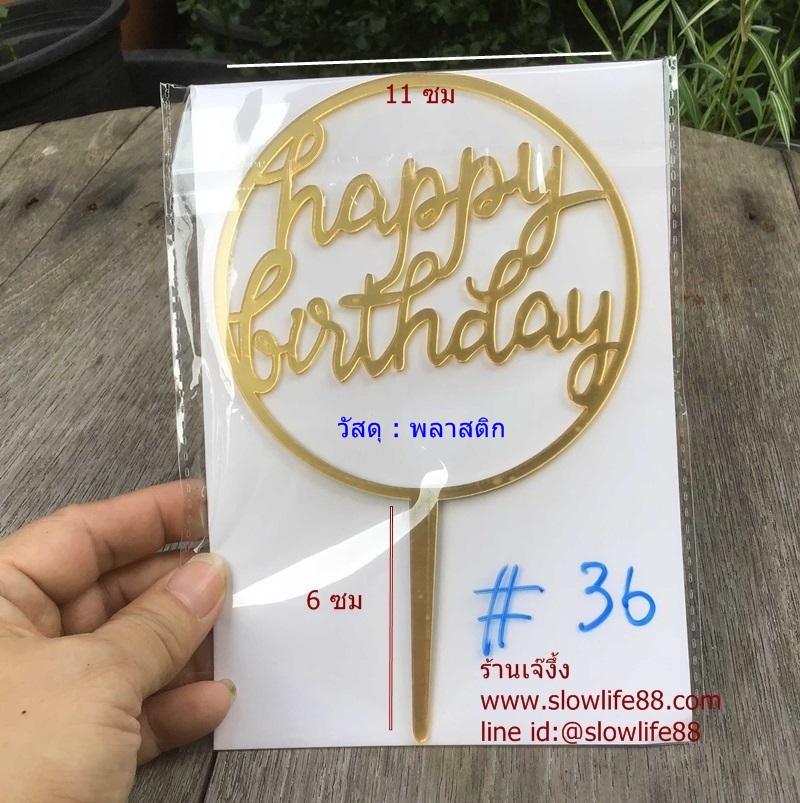 11 ซม
happy
birthday
วัสดุ : พลาสติก
6 ซม
# 36
ร้านเจ๊งี้ง
www.slowlife88.com
line id:@slowlife88